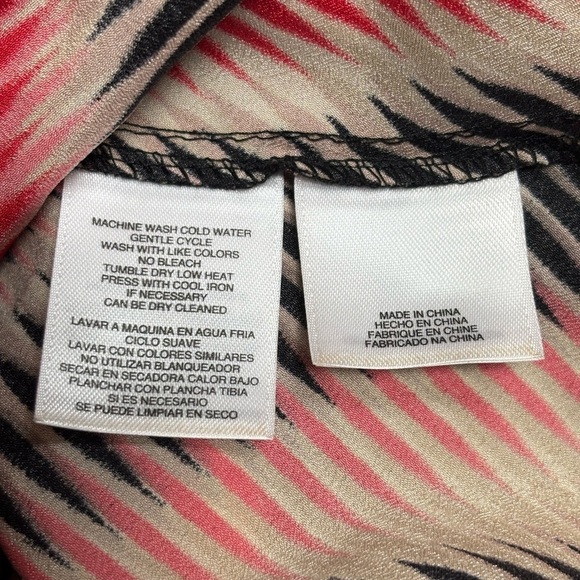 MACHINE WASH COLD WATER
GENTLE CYCLE
WASH WITH LIKE COLORS
NO BLEACH
TUMBLE DRY LOW HEAT
PRESS WITH COOL IRON
IF NECESSARY
CAN BE DRY CLEANED
LAVAR A MAQUINA EN AGUA FRIA
CICLO SUAVE
LAVAR CON COLORES SIMILARES
NO UTILIZAR BLANQUEADOR
SECAR EN SECADORA CALOR BAJO
PLANCHAR CON PLANCHA TIBIA
SI ES NECESARIO
SE PUEDE LIMPIAR EN SECO
MADE IN CHINA
HECHO EN CHINA
FABRIQUE EN CHINE
FABRICADO NA CHINA